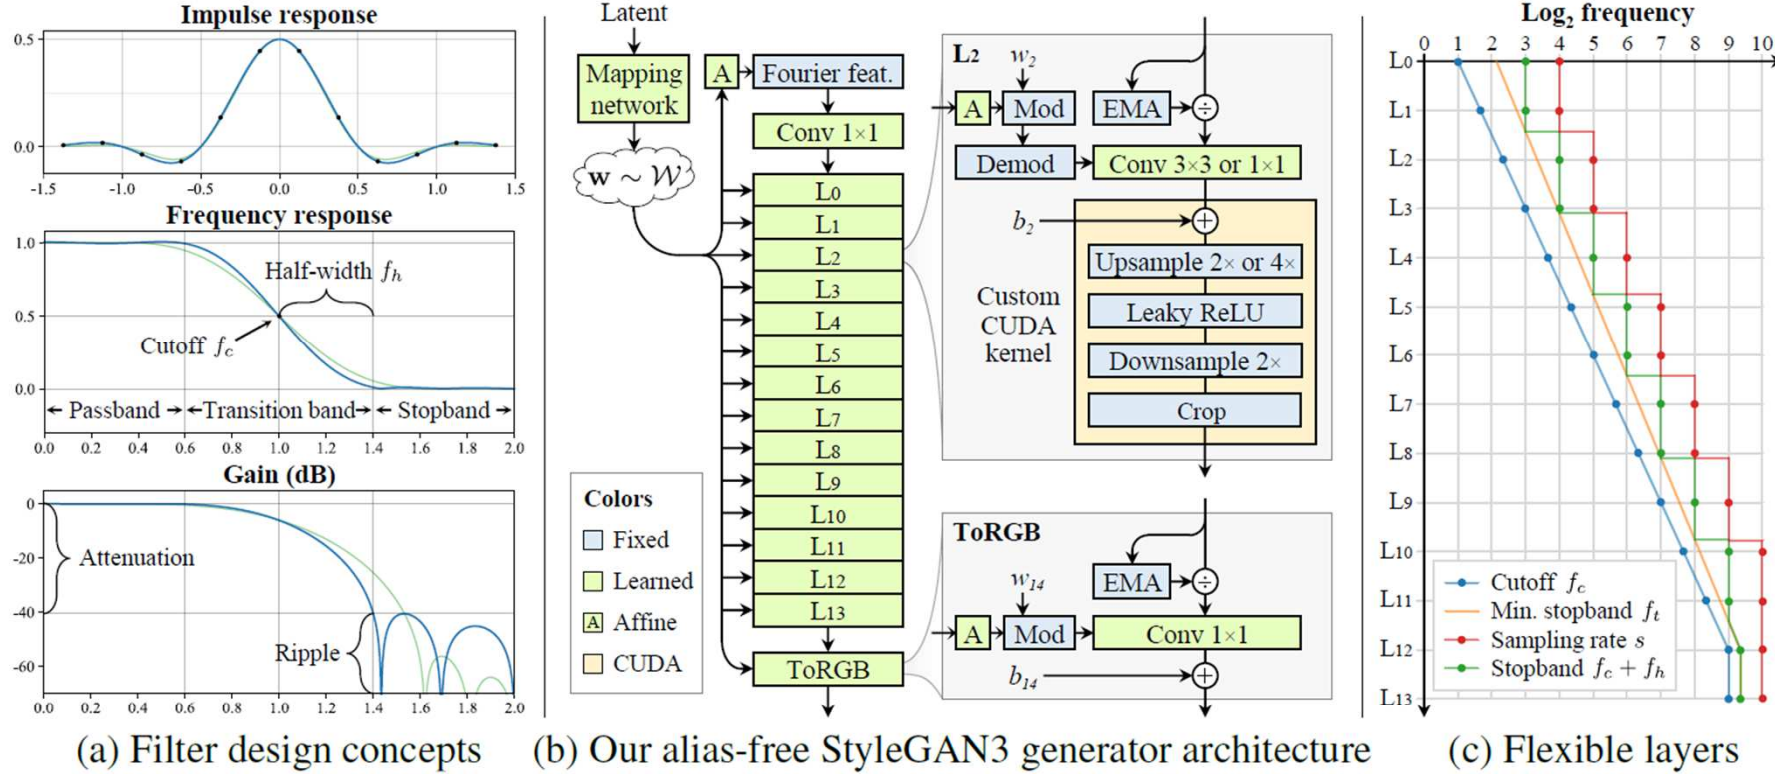 Impulse response
0.5
0.0
-1.5 -1.0 -0.5 0.0 0.5 1.0 1.5
Frequency response
1.0
Half-width f_h
0.5
Cutoff f_c
0.0
Passband Transition band Stopband
0.0 0.2 0.4 0.6 0.8 1.0 1.2 1.4 1.6 1.8 2.0
Gain (dB)
0
-20
Attenuation
-40
Ripple
-60
0.0 0.2 0.4 0.6 0.8 1.0 1.2 1.4 1.6 1.8 2.0
(a) Filter design concepts
Latent
Mapping
network
w ∼ W
A
Fourier feat.
Conv 1×1
L0
L1
L2
L3
L4
L5
L6
L7
L8
L9
L10
L11
L12
L13
ToRGB
Colors
Fixed
Learned
A Affine
CUDA
L2
w2
A Mod EMA ÷
Demod Conv 3×3 or 1×1
b2 +
Upsample 2× or 4×
Leaky ReLU
Downsample 2×
Crop
Custom
CUDA
kernel
ToRGB
EMA ÷
w14
A Mod Conv 1×1
b14 +
(b) Our alias-free StyleGAN3 generator architecture
Log2 frequency
0 1 2 3 4 5 6 7 8 9 10
L0
L1
L2
L3
L4
L5
L6
L7
L8
L9
L10
L11
L12
L13
Cutoff f_c
Min. stopband f_t
Sampling rate s
Stopband f_c + f_h
(c) Flexible layers